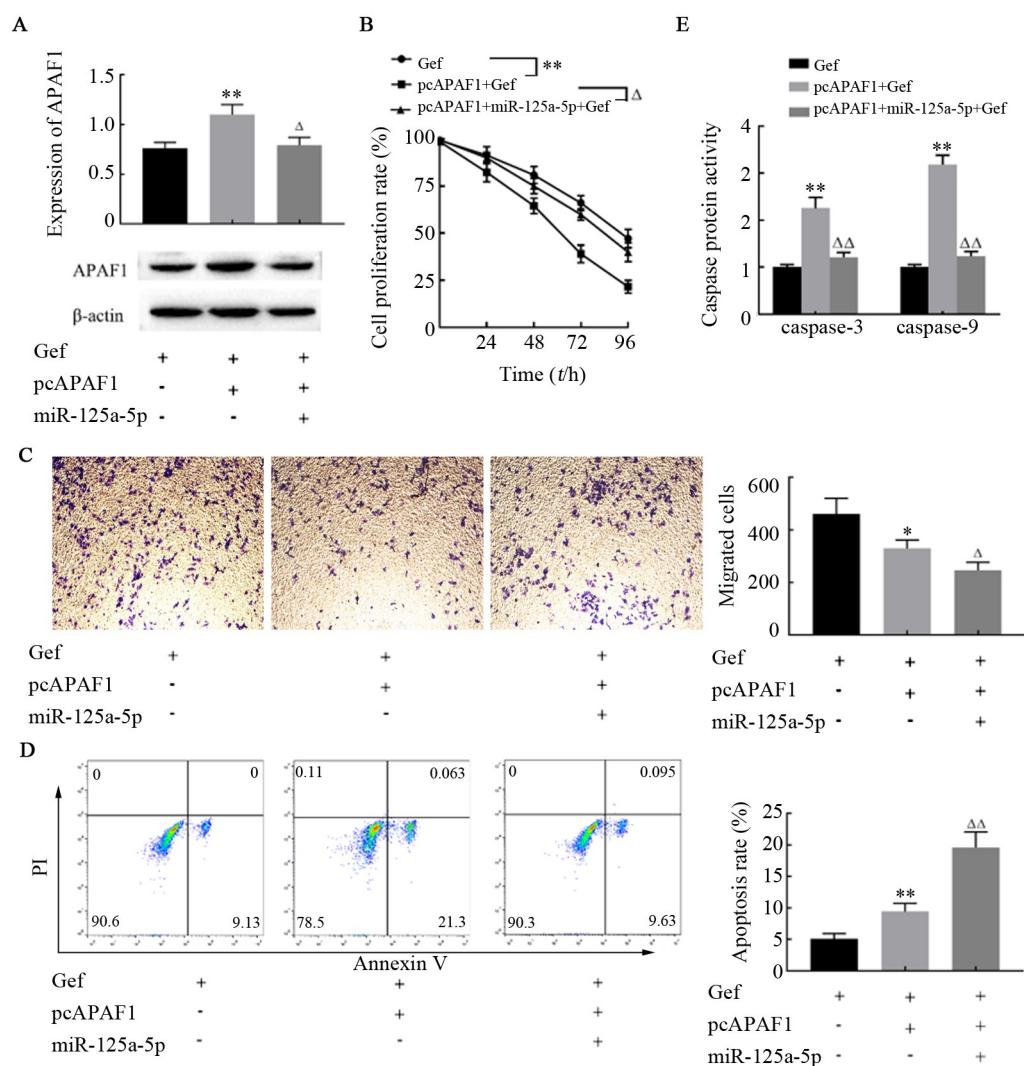 A
Expression of APAF1
1.5
1.0
0.5
0
**
Δ
APAF1
β-actin
Gef + + +
pcAPAF1 - + +
miR-125a-5p - - +
B
Gef
**
pcAPAF1+Gef
Δ
pcAPAF1+miR-125a-5p+Gef
Cell proliferation rate (%)
100
75
50
25
0
24 48 72 96
Time (t/h)
E
Gef
pcAPAF1+Gef
pcAPAF1+miR-125a-5p+Gef
Caspase protein activity
4
2
2
1
0
** **
ΔΔ ΔΔ
caspase-3 caspase-9
C
Gef + + +
pcAPAF1 - + +
miR-125a-5p - - +
Migrated cells
600
400
200
0
*
Δ
Gef + + +
pcAPAF1 - + +
miR-125a-5p - - +
D
PI
0 0
90.6 9.13
0.11 0.063
78.5 21.3
0 0.095
90.3 9.63
Annexin V
Gef + + +
pcAPAF1 - + +
miR-125a-5p - - +
Apoptosis rate (%)
25
20
15
10
5
0
**
ΔΔ
Gef + + +
pcAPAF1 - + +
miR-125a-5p - - +